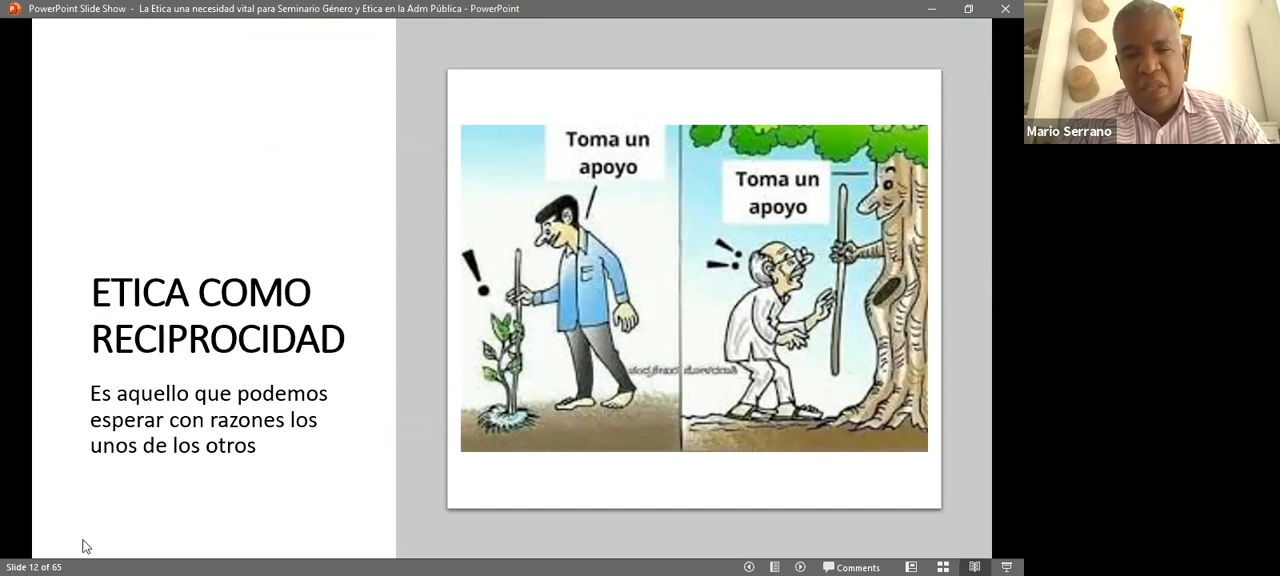 PowerPoint Slide Show - La Etica una necesidad vital para Seminario Género y Etica en la Adm Pública - PowerPoint
ETICA COMO
RECIPROCIDAD
Es aquello que podemos
esperar con razones los
unos de los otros
Toma un
apoyo
Toma un
apoyo
Mario Serrano
Slide 12 of 65
Comments